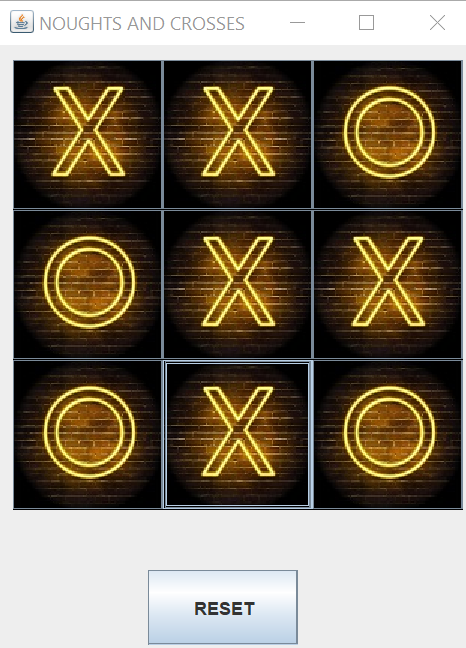 NOUGHTS AND CROSSES
X X O
O X X
O X O
RESET